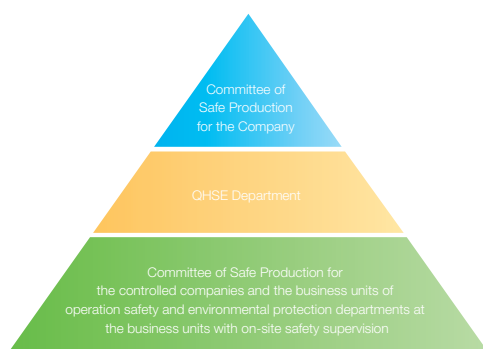 Committee of
Safe Production
for the Company
QHSE Department
Committee of Safe Production for
the controlled companies and the business units of
operation safety and environmental protection departments at
the business units with on-site safety supervision